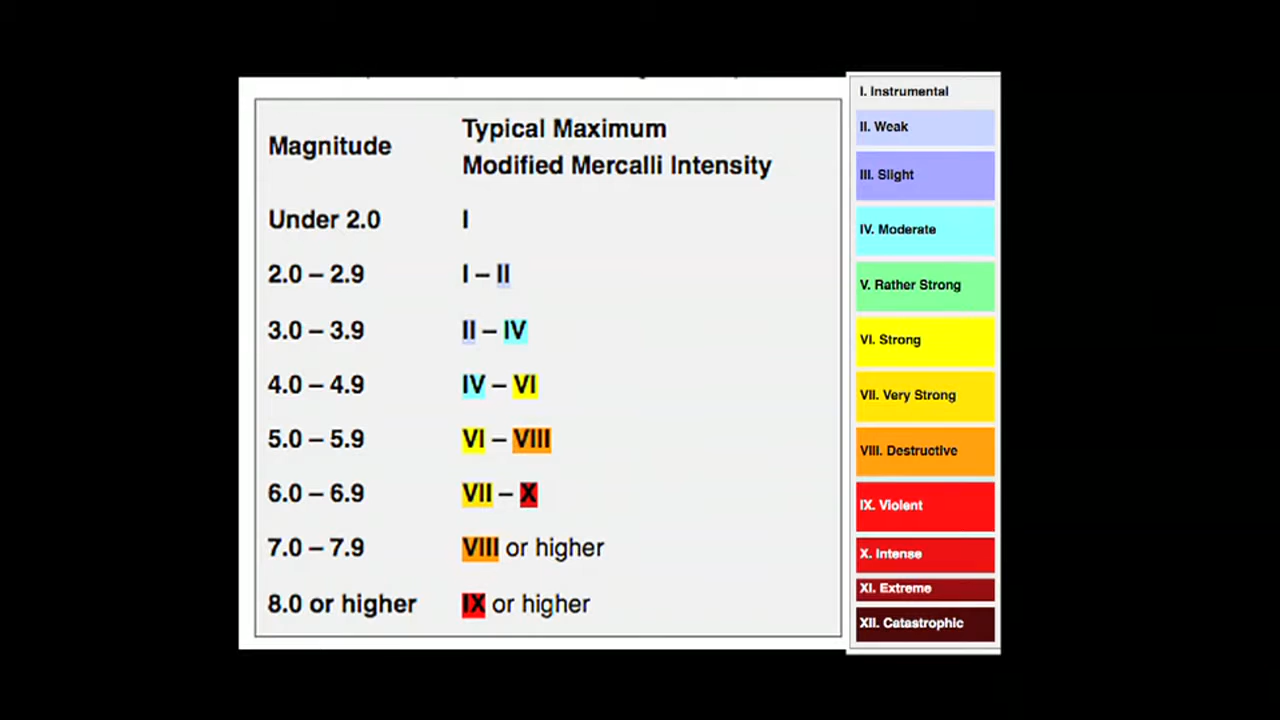 Magnitude
Typical Maximum
Modified Mercalli Intensity
Under 2.0 I
2.0 – 2.9 I – II
3.0 – 3.9 II – IV
4.0 – 4.9 IV – VI
5.0 – 5.9 VI – VIII
6.0 – 6.9 VII – X
7.0 – 7.9 VIII or higher
8.0 or higher IX or higher
I. Instrumental
II. Weak
III. Slight
IV. Moderate
V. Rather Strong
VI. Strong
VII. Very Strong
VIII. Destructive
IX. Violent
X. Intense
XI. Extreme
XII. Catastrophic